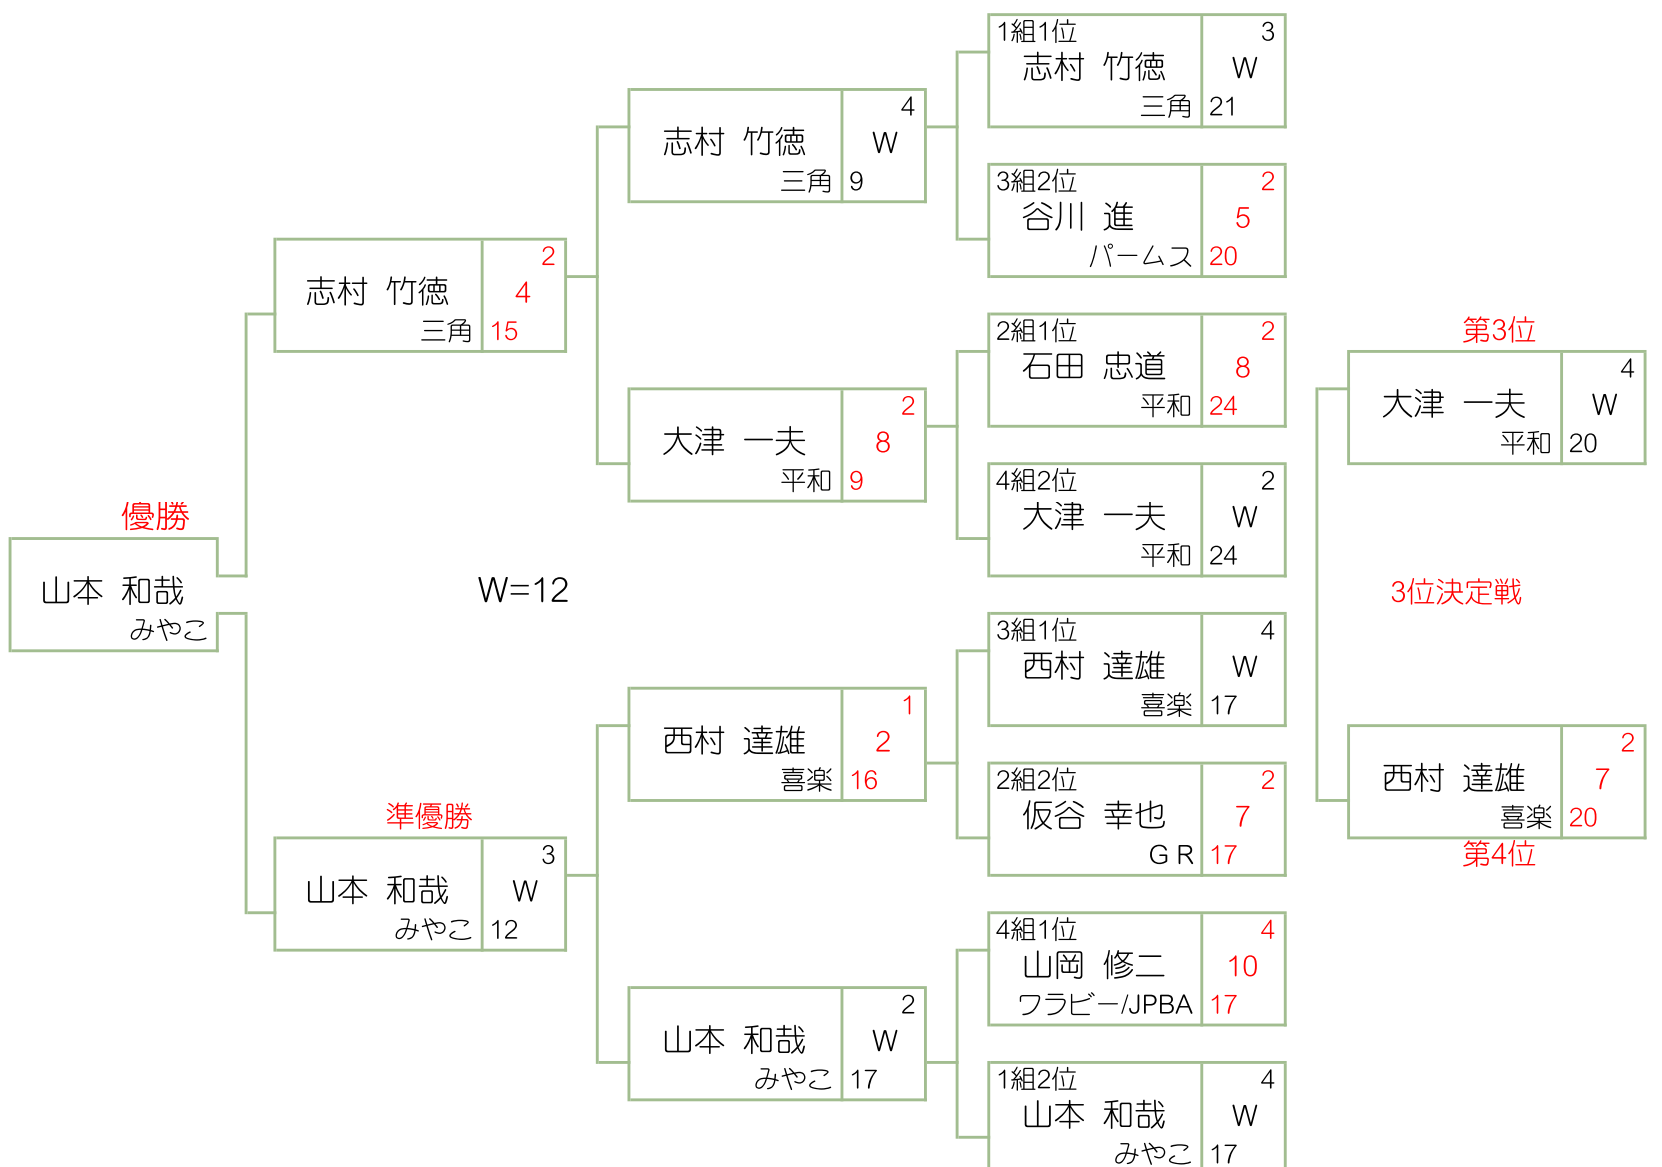 優勝
山本 和哉
みやこ
志村 竹徳
三角
2
4
15
W=12
準優勝
山本 和哉
みやこ
3
W
12
志村 竹徳
三角
4
W
9
大津 一夫
平和
2
8
9
西村 達雄
喜楽
1
2
16
山本 和哉
みやこ
2
W
17
1組1位
志村 竹徳
三角
3
W
21
3組2位
谷川 進
パームス
2
5
20
2組1位
石田 忠道
平和
2
8
24
4組2位
大津 一夫
平和
2
W
24
3組1位
西村 達雄
喜楽
4
W
17
2組2位
仮谷 幸也
GR
2
7
17
4組1位
山岡 修二
ワラビー/JPBA
4
10
17
1組2位
山本 和哉
みやこ
4
W
17
第3位
大津 一夫
平和
4
W
20
3位決定戦
西村 達雄
喜楽
2
7
20
第4位